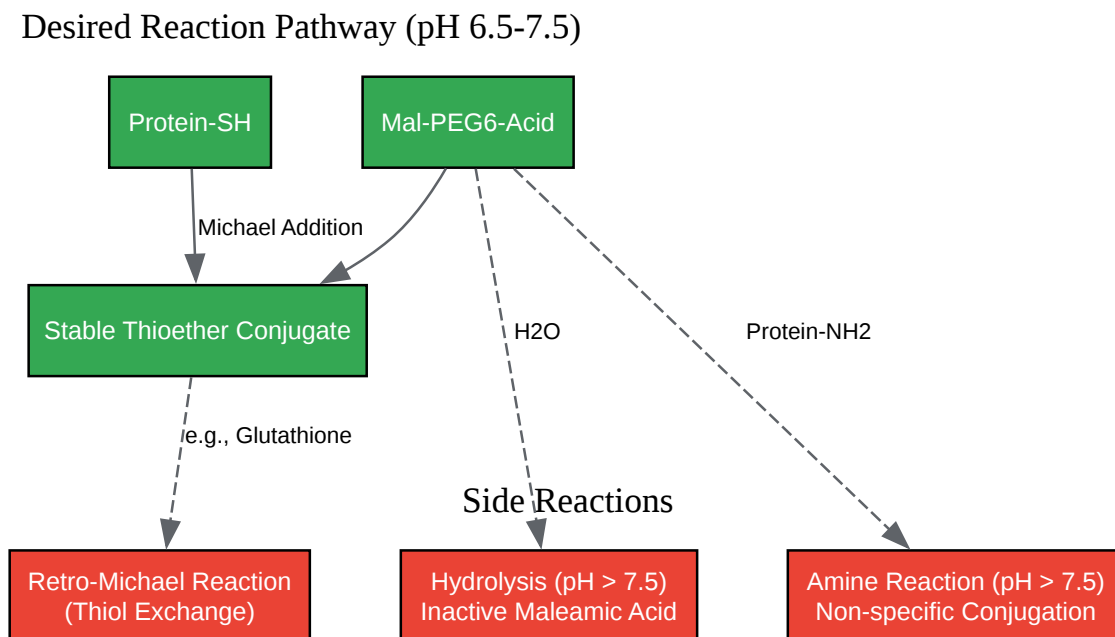 Desired Reaction Pathway (pH 6.5-7.5)
Protein-SH
Mal-PEG6-Acid
Michael Addition
Stable Thioether Conjugate
H2O
Protein-NH2
e.g., Glutathione
Side Reactions
Retro-Michael Reaction
(Thiol Exchange)
Hydrolysis (pH > 7.5)
Inactive Maleamic Acid
Amine Reaction (pH > 7.5)
Non-specific Conjugation